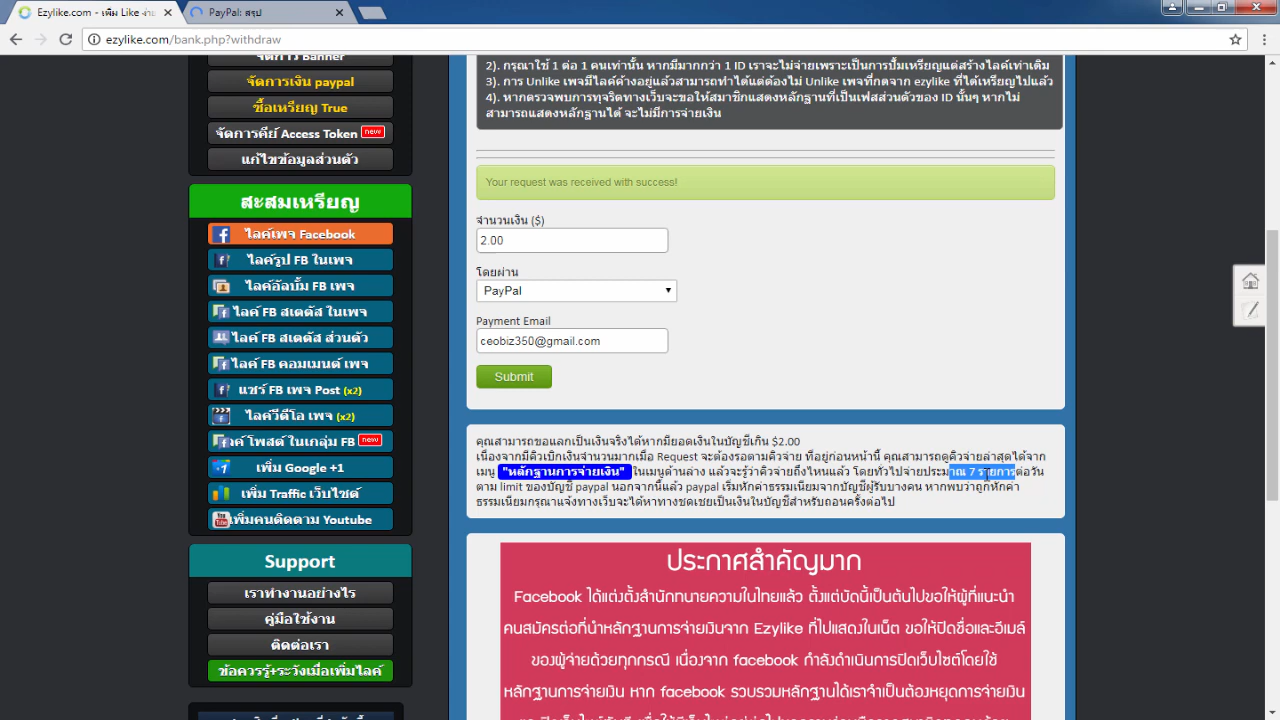 Ezylike.com - เพิ่ม Like ง่าย
PayPal: สรุป
ezylike.com/bank.php?withdraw
จัดการ Banner
จัดการเงิน paypal
ซื้อเหรียญ True
จัดการคีย์ Access Token new
แก้ไขข้อมูลส่วนตัว
สะสมเหรียญ
ไลค์เพจ Facebook
ไลค์รูป FB ในเพจ
ไลค์อัลบั้ม FB เพจ
ไลค์ FB สเตตัส ในเพจ
ไลค์ FB สเตตัส ส่วนตัว
ไลค์ FB คอมเมนต์ เพจ
แชร์ FB เพจ Post (x2)
ไลค์วีดีโอ เพจ (x2)
โพสต์ ในกลุ่ม FB new
เพิ่ม Google +1
เพิ่ม Traffic เว็บไซต์
เพิ่มคนติดตาม Youtube
Support
เราทำงานอย่างไร
คู่มือใช้งาน
ติดต่อเรา
ข้อควรรู้+ระวังเมื่อเพิ่มไลค์
2). กรุณาใช้ 1 ต่อ 1 คนเท่านั้น หากมีมากกว่า 1 ID เราจะไม่จ่ายเพราะเป็นการปั้มเหรียญแต่สร้างไลค์เท่าเดิม
3). การ Unlike เพจมีไลค์ค้างอยู่แล้วสามารถทำได้แต่ต้องไม่ Unlike เพจที่กดจาก ezylike ที่ได้เหรียญไปแล้ว
4). หากตรวจพบการทุจริตทางเว็บจะขอให้สมาชิกแสดงหลักฐานที่เป็นเฟสส่วนตัวของ ID นั้นๆ หากไม่
สามารถแสดงหลักฐานได้ จะไม่มีการจ่ายเงิน
Your request was received with success!
จำนวนเงิน ($)
2.00
โดยผ่าน
PayPal
Payment Email
ceobiz350@gmail.com
Submit
คุณสามารถขอแลกเป็นเงินจริงได้หากมียอดเงินในบัญชีเกิน $2.00
เนื่องจากมีคิวเบิกเงินจำนวนมากเมื่อ Request จะต้องรอตามคิวจ่าย ที่อยู่ก่อนหน้านี้ คุณสามารถดูคิวจ่ายล่าสุดได้จาก
เมนู "หลักฐานการจ่ายเงิน" ในเมนูด้านล่าง แล้วจะรู้ว่าคิวจ่ายถึงไหนแล้ว โดยทั่วไปจ่ายประมาณ 7 รายการต่อวัน
ตาม limit ของบัญชี paypal นอกจากนี้แล้ว paypal เริ่มหักค่าธรรมเนียมจากบัญชีผู้รับบางคน หากพบว่าถูกหักค่า
ธรรมเนียมกรุณาแจ้งทางเว็บจะได้หาทางชดเชยเป็นเงินในบัญชีสำหรับถอนครั้งต่อไป
ประกาศสำคัญมาก
Facebook ได้แต่งตั้งสำนักทนายความในไทยแล้ว ตั้งแต่บัดนี้เป็นต้นไปขอให้ผู้ที่แนะนำ
คนสมัครต่อที่นำหลักฐานการจ่ายเงินจาก Ezylike ที่ไปแสดงในเน็ต ขอให้ปิดชื่อและอีเมล์
ของผู้จ่ายด้วยทุกกรณี เนื่องจาก facebook กำลังดำเนินการปิดเว็บไซต์โดยใช้
หลักฐานการจ่ายเงิน หาก facebook รวบรวมหลักฐานได้เราจำเป็นต้องหยุดการจ่ายเงิน